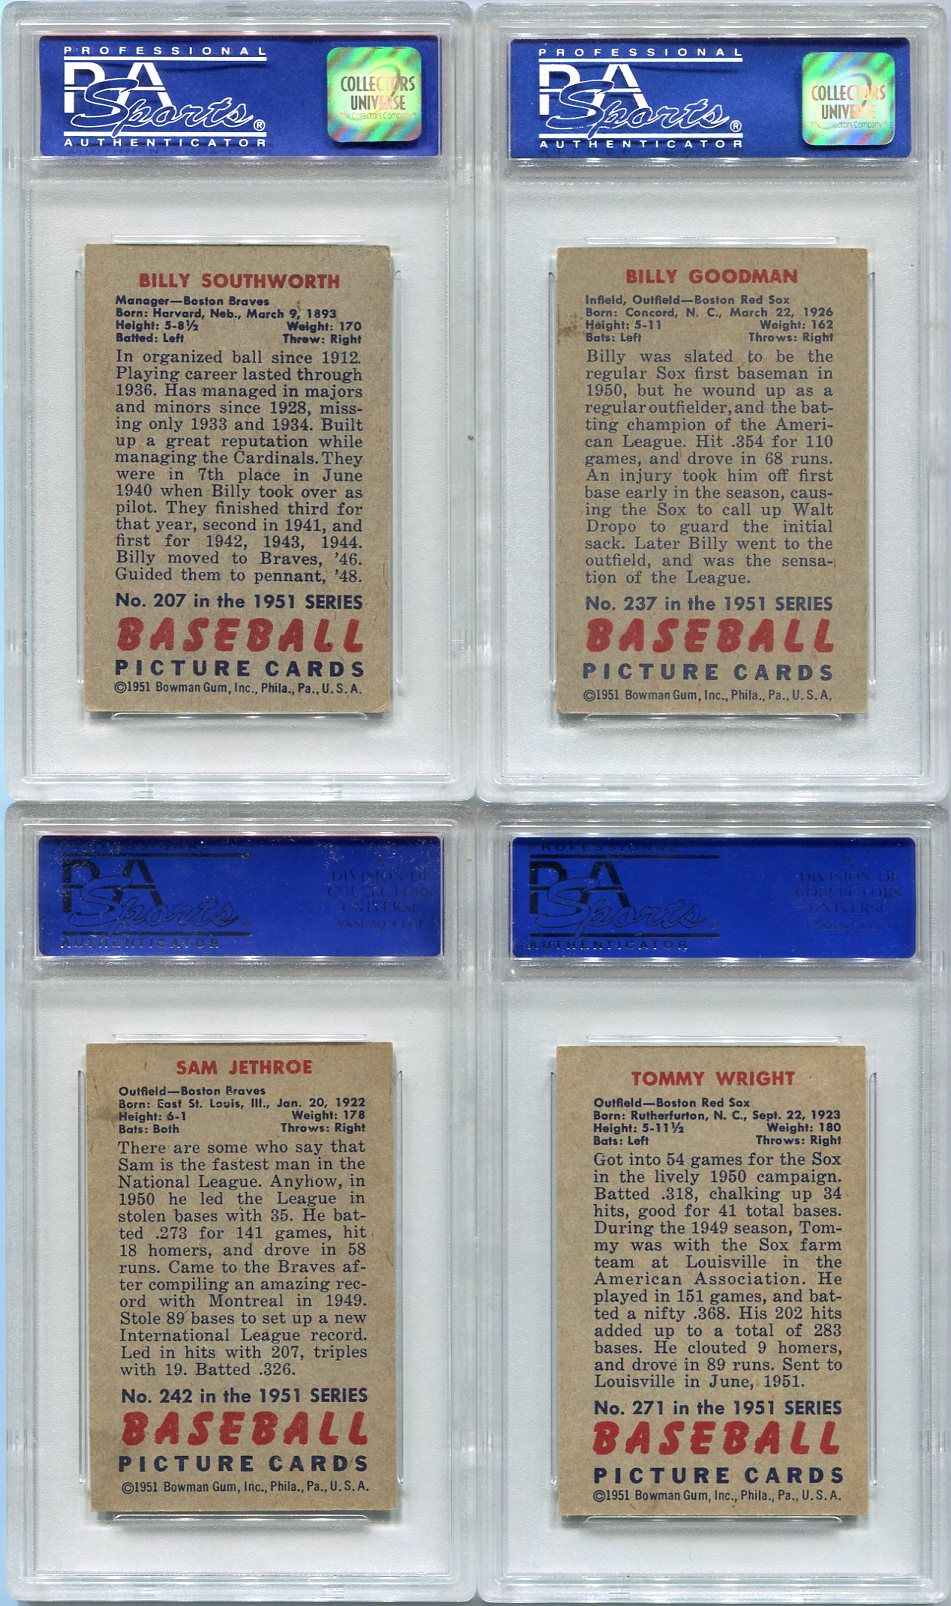 PROFESSIONAL
PSA
Sports®
AUTHENTICATOR
COLLECTORS
UNIVERSE
The Collectors Company™
BILLY SOUTHWORTH
Manager—Boston Braves
Born: Harvard, Neb., March 9, 1893
Height: 5-8½ Weight: 170
Batted: Left Threw: Right
In organized ball since 1912.
Playing career lasted through
1936. Has managed in majors
and minors since 1928, miss-
ing only 1933 and 1934. Built
up a great reputation while
managing the Cardinals. They
were in 7th place in June
1940 when Billy took over as
pilot. They finished third for
that year, second in 1941, and
first for 1942, 1943, 1944.
Billy moved to Braves, '46.
Guided them to pennant, '48.
No. 207 in the 1951 SERIES
BASEBALL
PICTURE CARDS
©1951 Bowman Gum, Inc., Phila., Pa., U. S. A.
PROFESSIONAL
PSA
Sports®
AUTHENTICATOR
COLLECTORS
UNIVERSE
The Collectors Company™
BILLY GOODMAN
Infield, Outfield—Boston Red Sox
Born: Concord, N. C., March 22, 1926
Height: 5-11 Weight: 162
Bats: Left Throws: Right
Billy was slated to be the
regular Sox first baseman in
1950, but he wound up as a
regular outfielder, and the bat-
ting champion of the Ameri-
can League. Hit .354 for 110
games, and drove in 68 runs.
An injury took him off first
base early in the season, caus-
ing the Sox to call up Walt
Dropo to guard the initial
sack. Later Billy went to the
outfield, and was the sensa-
tion of the League.
No. 237 in the 1951 SERIES
BASEBALL
PICTURE CARDS
©1951 Bowman Gum, Inc., Phila., Pa., U. S. A.
PROFESSIONAL
PSA
Sports
AUTHENTICATOR
A
DIVISION OF
COLLECTORS
UNIVERSE
NASDAQ: CLCT
SAM JETHROE
Outfield—Boston Braves
Born: East St. Louis, Ill., Jan. 20, 1922
Height: 6-1 Weight: 178
Bats: Both Throws: Right
There are some who say that
Sam is the fastest man in the
National League. Anyhow, in
1950 he led the League in
stolen bases with 35. He bat-
ted .273 for 141 games, hit
18 homers, and drove in 58
runs. Came to the Braves af-
ter compiling an amazing rec-
ord with Montreal in 1949.
Stole 89 bases to set up a new
International League record.
Led in hits with 207, triples
with 19. Batted .326.
No. 242 in the 1951 SERIES
BASEBALL
PICTURE CARDS
©1951 Bowman Gum, Inc., Phila., Pa., U. S. A.
PROFESSIONAL
PSA
Sports
AUTHENTICATOR
A
DIVISION OF
COLLECTORS
UNIVERSE
TOMMY WRIGHT
Outfield—Boston Red Sox
Born: Rutherfurton, N. C., Sept. 22, 1923
Height: 5-11½ Weight: 180
Bats: Left Throws: Right
Got into 54 games for the Sox
in the lively 1950 campaign.
Batted .318, chalking up 34
hits, good for 41 total bases.
During the 1949 season, Tom-
my was with the Sox farm
team at Louisville in the
American Association. He
played in 151 games, and bat-
ted a nifty .368. His 202 hits
added up to a total of 283
bases. He clouted 9 homers,
and drove in 89 runs. Sent to
Louisville in June, 1951.
No. 271 in the 1951 SERIES
BASEBALL
PICTURE CARDS
©1951 Bowman Gum, Inc., Phila., Pa., U. S. A.